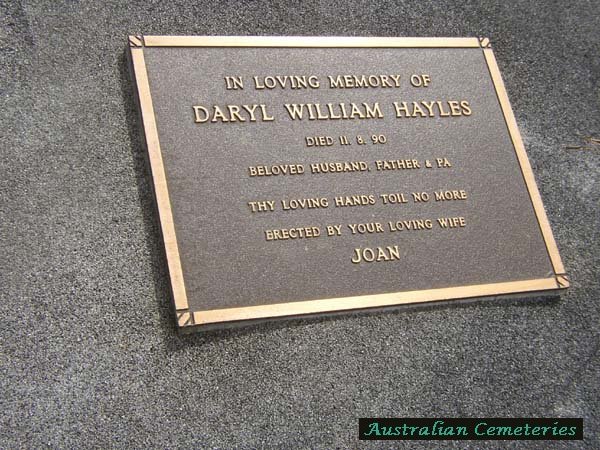 IN LOVING MEMORY OF
DARYL WILLIAM HAYLES
DIED 11. 8. 90
BELOVED HUSBAND, FATHER & PA
THY LOVING HANDS TOIL NO MORE
ERECTED BY YOUR LOVING WIFE
JOAN
Australian Cemeteries